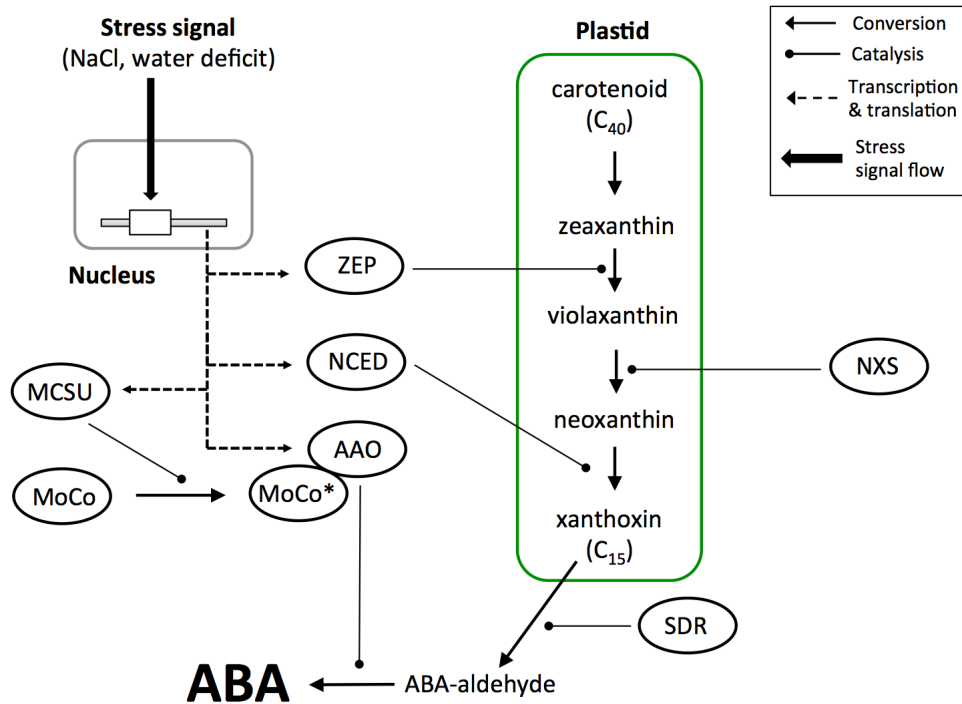 Stress signal
(NaCl, water deficit)
Nucleus
Plastid
carotenoid
(C40)
zeaxanthin
violaxanthin
neoxanthin
xanthoxin
(C15)
ZEP
NCED
AAO
MCSU
MoCo
MoCo*
NXS
SDR
ABA-aldehyde
ABA
Conversion
Catalysis
Transcription
& translation
Stress
signal flow